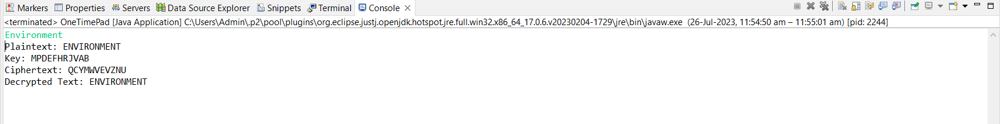 Markers Properties Servers Data Source Explorer Snippets Terminal Console
<terminated> OneTimePad [Java Application] C:\Users\Admin\.p2\pool\plugins\org.eclipse.justj.openjdk.hotspot.jre.full.win32.x86_64_17.0.6.v20230204-1729\jre\bin\javaw.exe (26-Jul-2023, 11:54:50 am – 11:55:01 am) [pid: 2244]
Environment
Plaintext: ENVIRONMENT
Key: MPDEFHRJVAB
Ciphertext: QCYMWVEVZNU
Decrypted Text: ENVIRONMENT